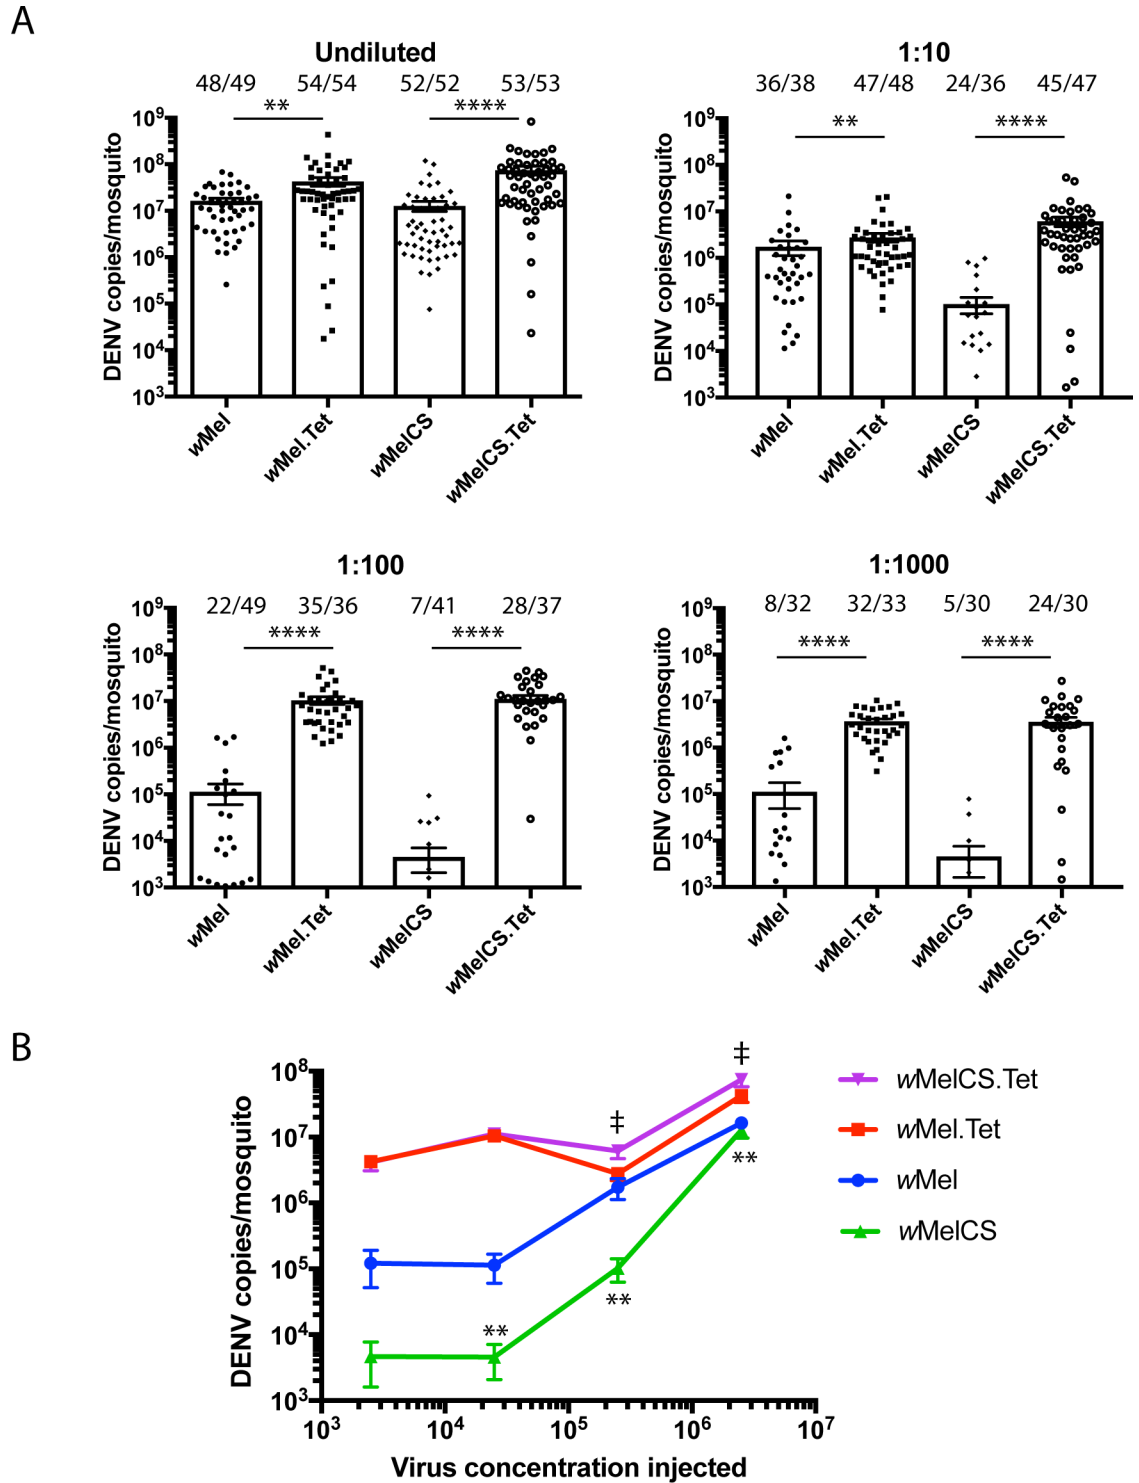 A
Undiluted
48/49 54/54 52/52 53/53
** ****
10⁹
10⁸
10⁷
10⁶
10⁵
10⁴
10³
DENV copies/mosquito
wMel
wMel.Tet
wMelCS
wMelCS.Tet
1:10
36/38 47/48 24/36 45/47
** ****
10⁹
10⁸
10⁷
10⁶
10⁵
10⁴
10³
DENV copies/mosquito
wMel
wMel.Tet
wMelCS
wMelCS.Tet
1:100
22/49 35/36 7/41 28/37
**** ****
10⁹
10⁸
10⁷
10⁶
10⁵
10⁴
10³
DENV copies/mosquito
wMel
wMel.Tet
wMelCS
wMelCS.Tet
1:1000
8/32 32/33 5/30 24/30
**** ****
10⁹
10⁸
10⁷
10⁶
10⁵
10⁴
10³
DENV copies/mosquito
wMel
wMel.Tet
wMelCS
wMelCS.Tet
B
10⁸
10⁷
10⁶
10⁵
10⁴
10³
DENV copies/mosquito
‡
‡
**
**
**
10³ 10⁴ 10⁵ 10⁶ 10⁷
Virus concentration injected
wMelCS.Tet
wMel.Tet
wMel
wMelCS